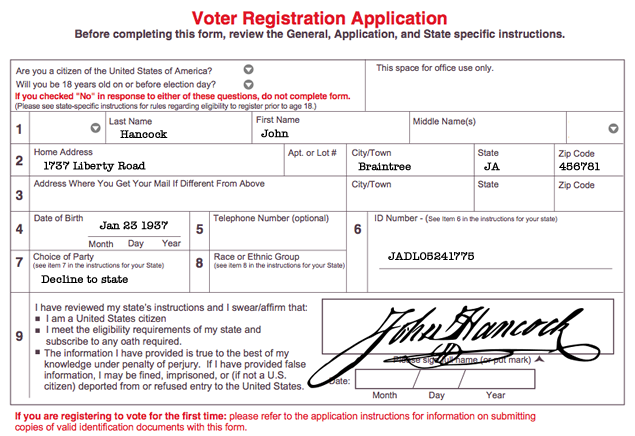 Voter Registration Application
Before completing this form, review the General, Application, and State specific instructions.
Are you a citizen of the United States of America?
Will you be 18 years old on or before election day?
If you checked "No" in response to either of these questions, do not complete form.
(Please see state-specific instructions for rules regarding eligibility to register prior to age 18.)
This space for office use only.
1
Last Name
First Name
Middle Name(s)
Hancock
John
2
Home Address
Apt. or Lot #
City/Town
State
Zip Code
1737 Liberty Road
Braintree
JA
456781
3
Address Where You Get Your Mail If Different From Above
City/Town
State
Zip Code
4
Date of Birth
Jan 23 1937
Month Day Year
5
Telephone Number (optional)
6
ID Number - (See Item 6 in the instructions for your state)
JADL05241775
7
Choice of Party
(see item 7 in the instructions for your State)
Decline to state
8
Race or Ethnic Group
(see item 8 in the instructions for your State)
9
I have reviewed my state's instructions and I swear/affirm that:
■ I am a United States citizen
■ I meet the eligibility requirements of my state and
subscribe to any oath required.
■ The information I have provided is true to the best of my
knowledge under penalty of perjury. If I have provided false
information, I may be fined, imprisoned, or (if not a U.S.
citizen) deported from or refused entry to the United States.
John Hancock
Please sign full name (or put mark)
Date:
Month Day Year
If you are registering to vote for the first time: please refer to the application instructions for information on submitting
copies of valid identification documents with this form.